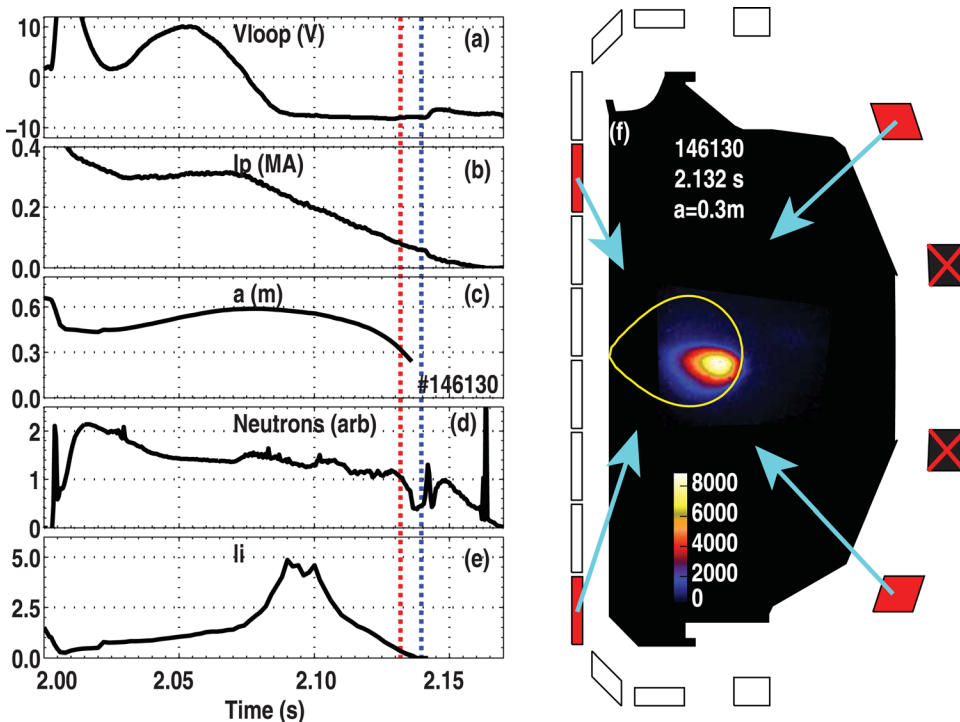 Vloop (V)
(a)
10
0
−10
Ip (MA)
(b)
0.4
0.2
0.0
a (m)
(c)
0.6
0.3
0.0
#146130
Neutrons (arb)
(d)
2
1
0
li
(e)
5.0
2.5
0.0
2.00
2.05
2.10
2.15
Time (s)
(f)
146130
2.132 s
a=0.3m
8000
6000
4000
2000
0